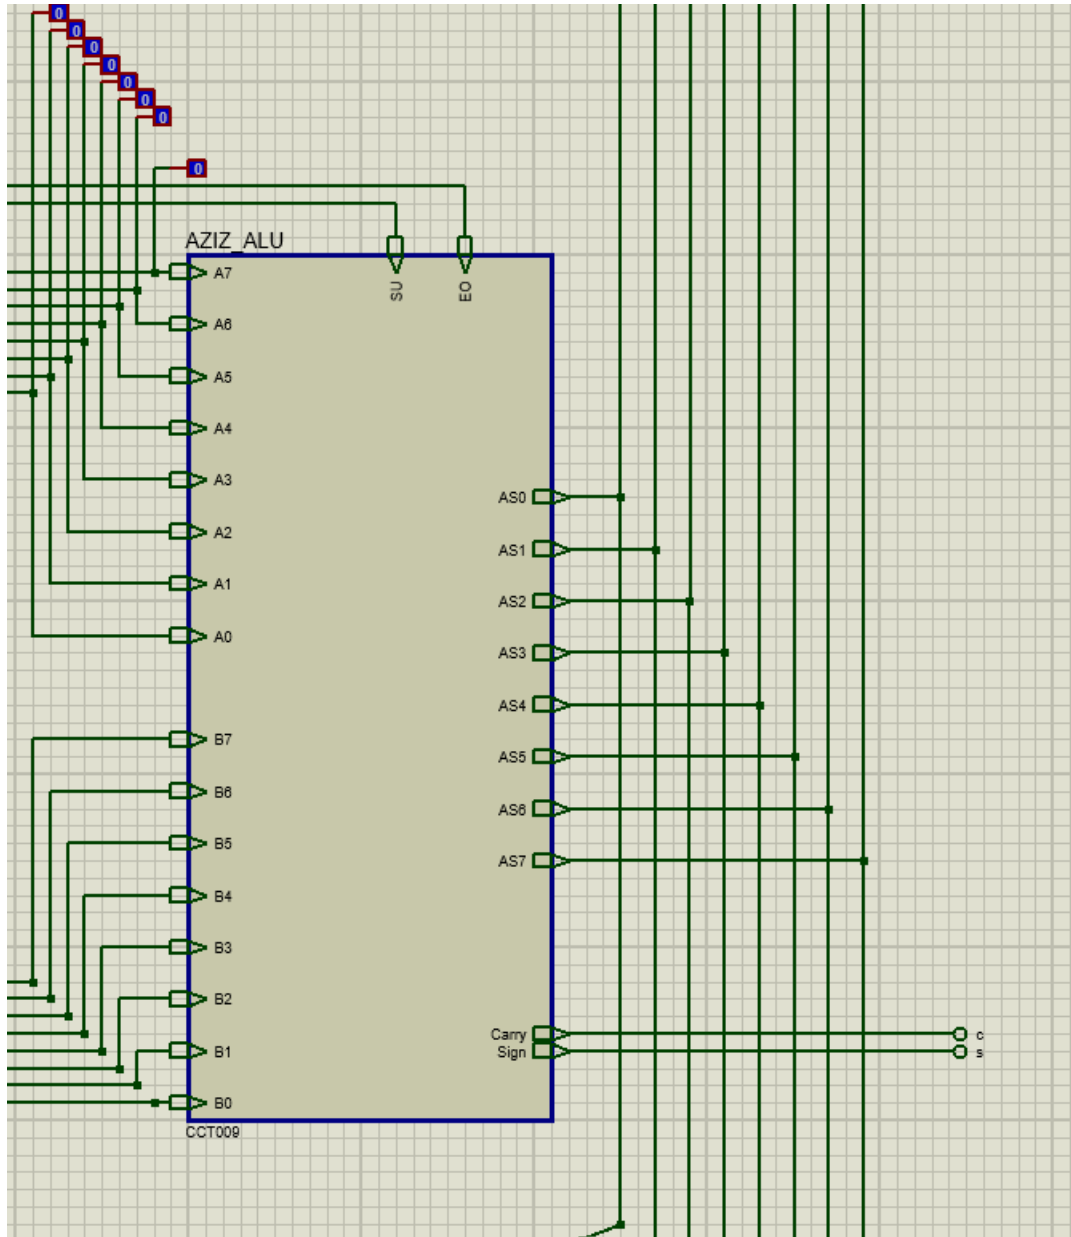 0
0
0
0
0
0
0
0
AZIZ_ALU
SU
EO
A7
A6
A5
A4
A3
A2
A1
A0
B7
B6
B5
B4
B3
B2
B1
B0
AS0
AS1
AS2
AS3
AS4
AS5
AS6
AS7
Carry
Sign
c
s
CCT009